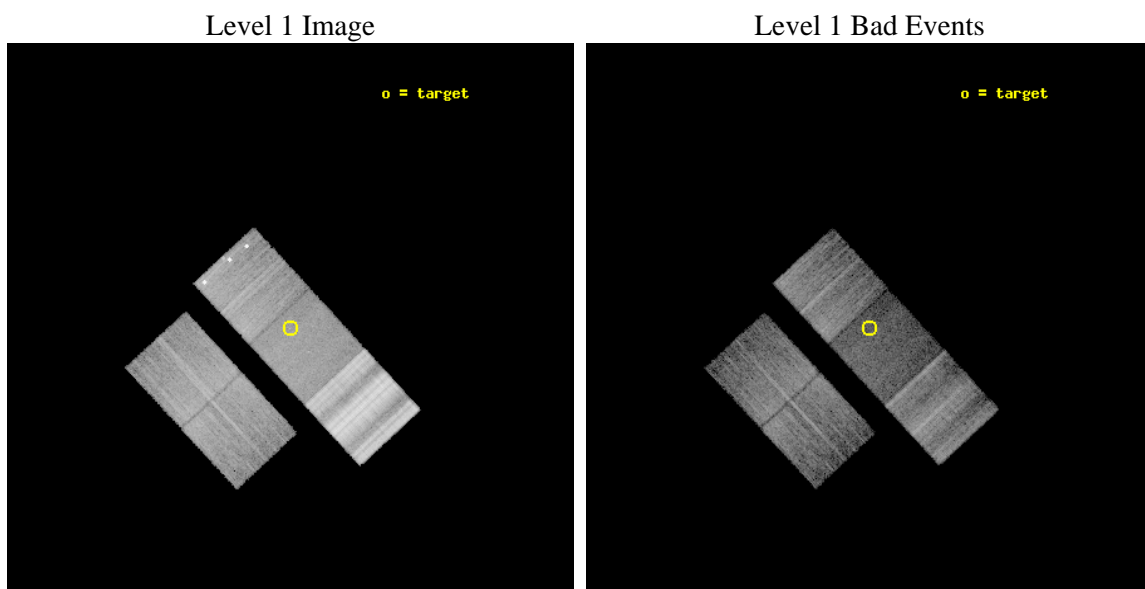 Level 1 Image
Level 1 Bad Events
o = target
o = target